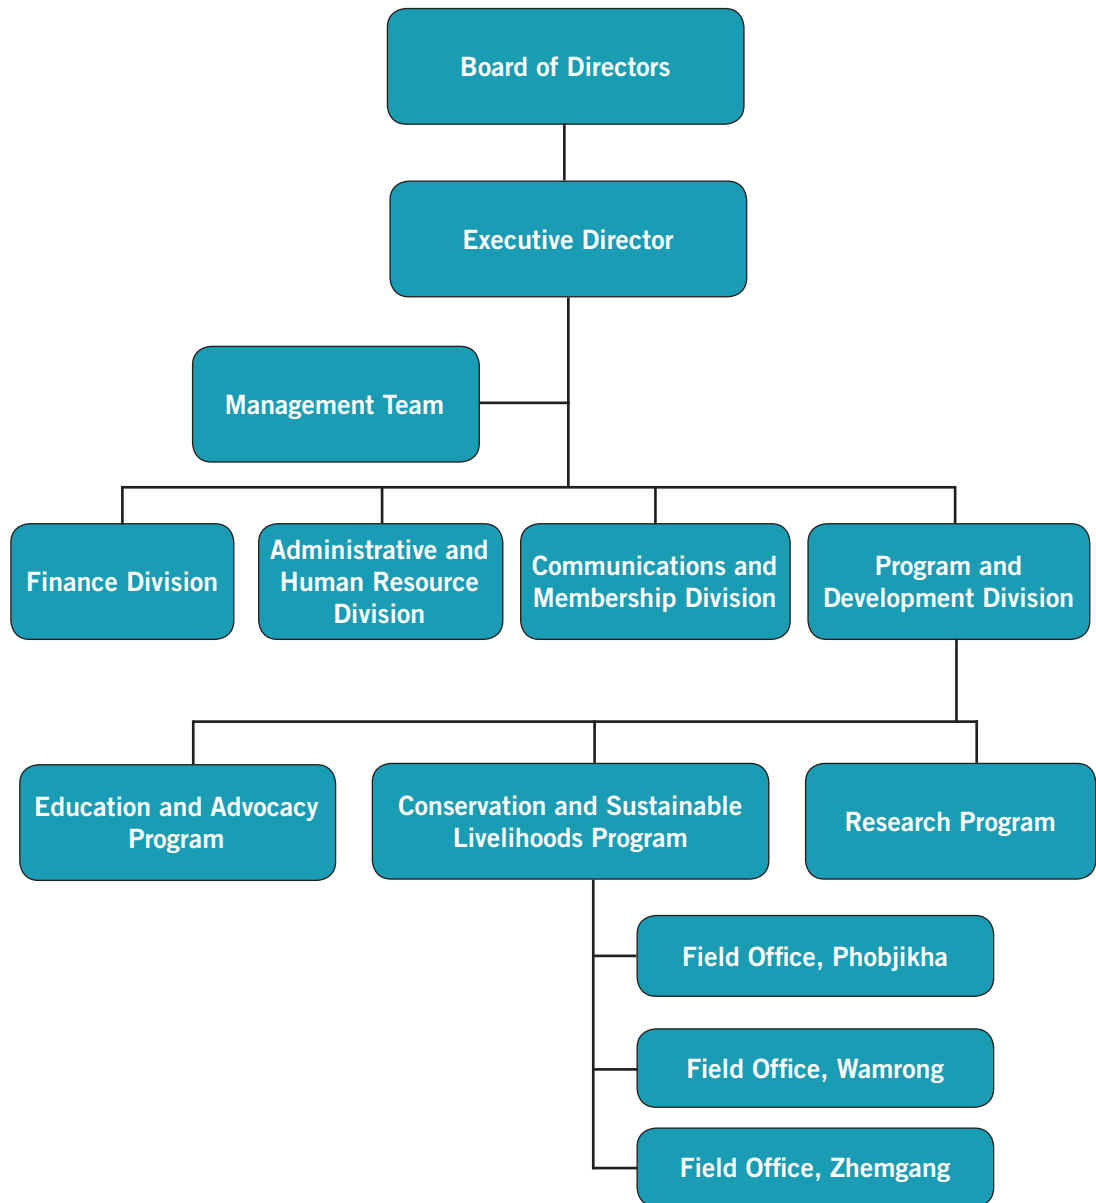 Board of Directors
Executive Director
Management Team
Finance Division
Administrative and
Human Resource
Division
Communications and
Membership Division
Program and
Development Division
Education and Advocacy
Program
Conservation and Sustainable
Livelihoods Program
Research Program
Field Office, Phobjikha
Field Office, Wamrong
Field Office, Zhemgang